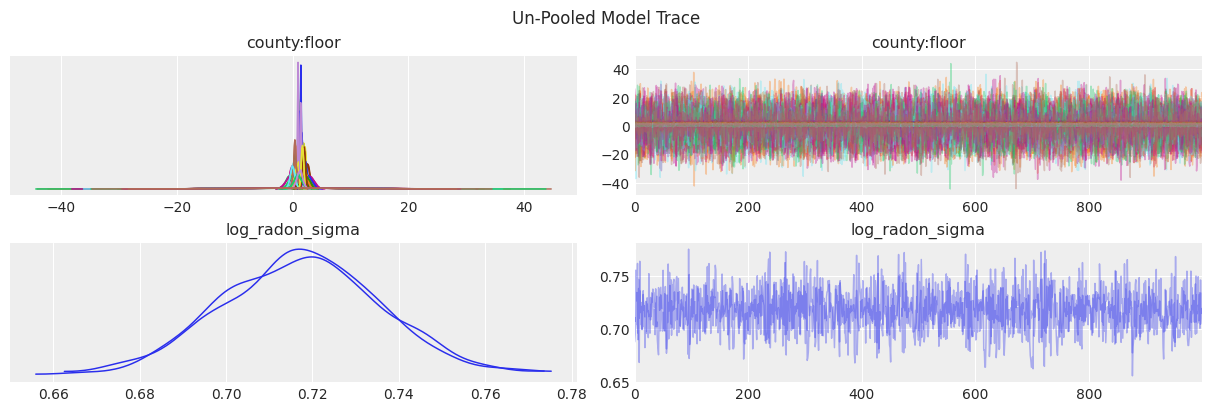 Un-Pooled Model Trace
county:floor
−40 −20 0 20 40
county:floor
40
20
0
−20
−40
0 200 400 600 800
log_radon_sigma
0.66 0.68 0.70 0.72 0.74 0.76 0.78
log_radon_sigma
0.75
0.70
0.65
0 200 400 600 800